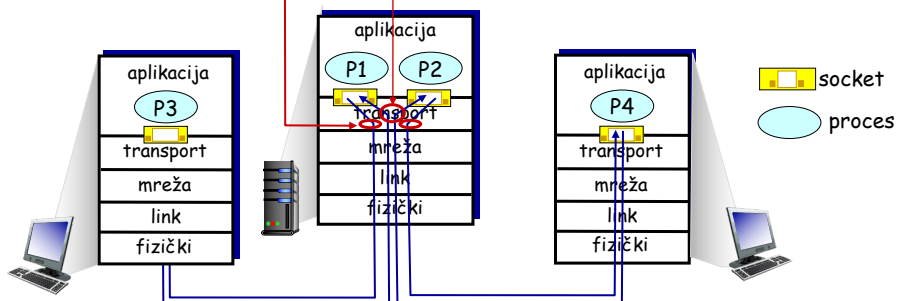 aplikacija
P3
transport
mreža
link
fizički
aplikacija
P1 P2
transport
mreža
link
fizički
aplikacija
P4
transport
mreža
link
fizički
socket
proces